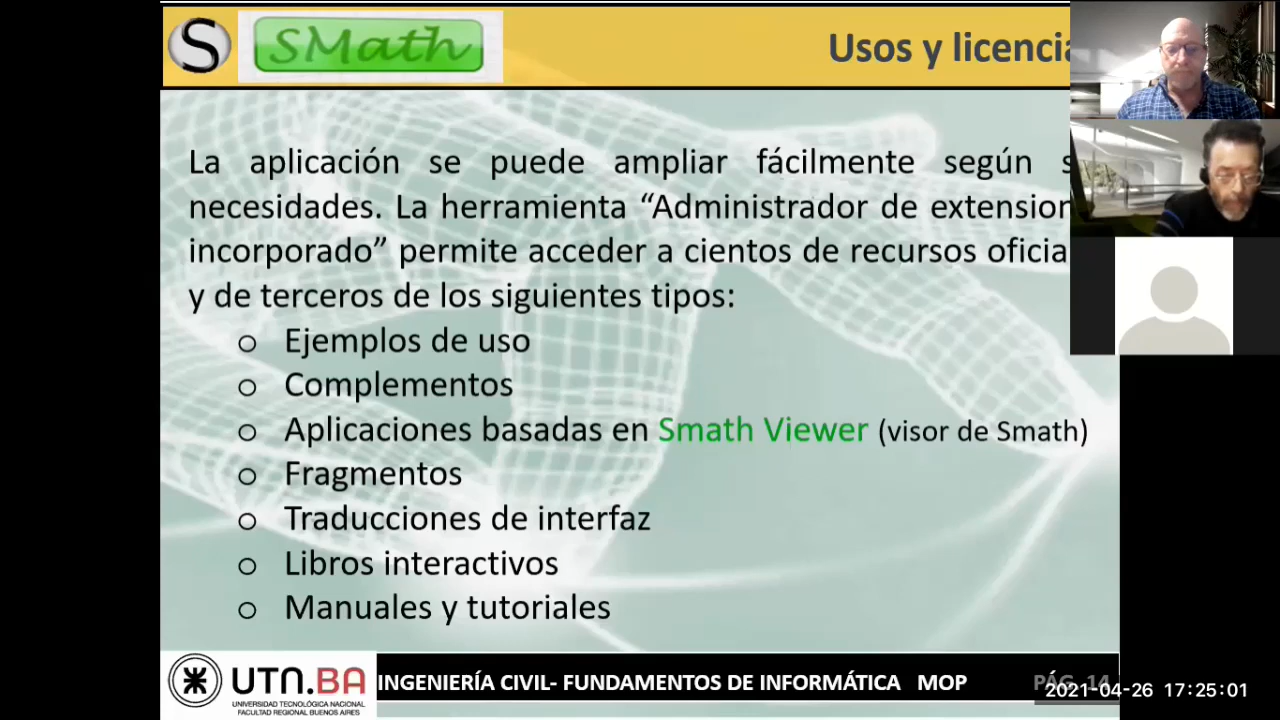 S
SMath
Usos y licencia
La aplicación se puede ampliar fácilmente según s
necesidades. La herramienta “Administrador de extension
incorporado” permite acceder a cientos de recursos oficia
y de terceros de los siguientes tipos:
o Ejemplos de uso
o Complementos
o Aplicaciones basadas en Smath Viewer (visor de Smath)
o Fragmentos
o Traducciones de interfaz
o Libros interactivos
o Manuales y tutoriales
UTN.BA
UNIVERSIDAD TECNOLÓGICA NACIONAL
FACULTAD REGIONAL BUENOS AIRES
INGENIERÍA CIVIL- FUNDAMENTOS DE INFORMÁTICA MOP
PÁG. 14
2021-04-26 17:25:01